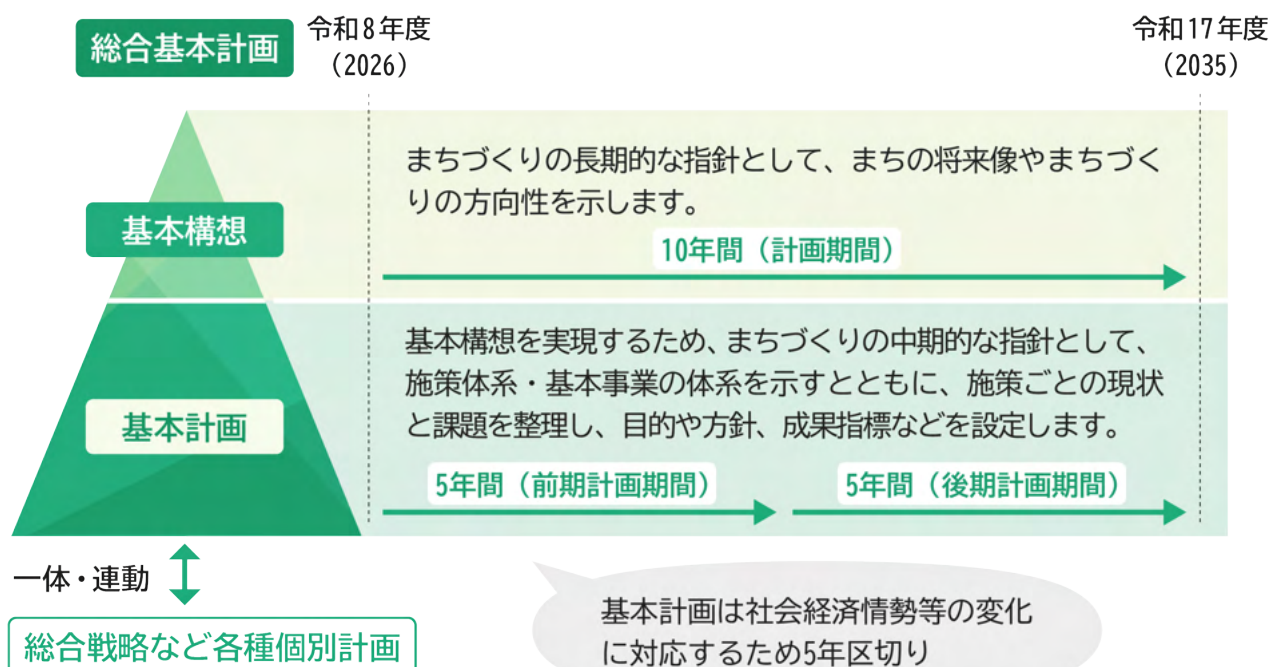 総合基本計画
令和8年度
（2026）
令和17年度
（2035）
基本構想
まちづくりの長期的な指針として、まちの将来像やまちづく
りの方向性を示します。
10年間（計画期間）
基本計画
基本構想を実現するため、まちづくりの中期的な指針として、
施策体系・基本事業の体系を示すとともに、施策ごとの現状
と課題を整理し、目的や方針、成果指標などを設定します。
5年間（前期計画期間）
5年間（後期計画期間）
一体・連動
総合戦略など各種個別計画
基本計画は社会経済情勢等の変化
に対応するため5年区切り